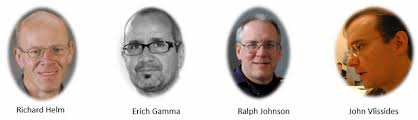 Richard Helm
Erich Gamma
Ralph Johnson
John Vlissides